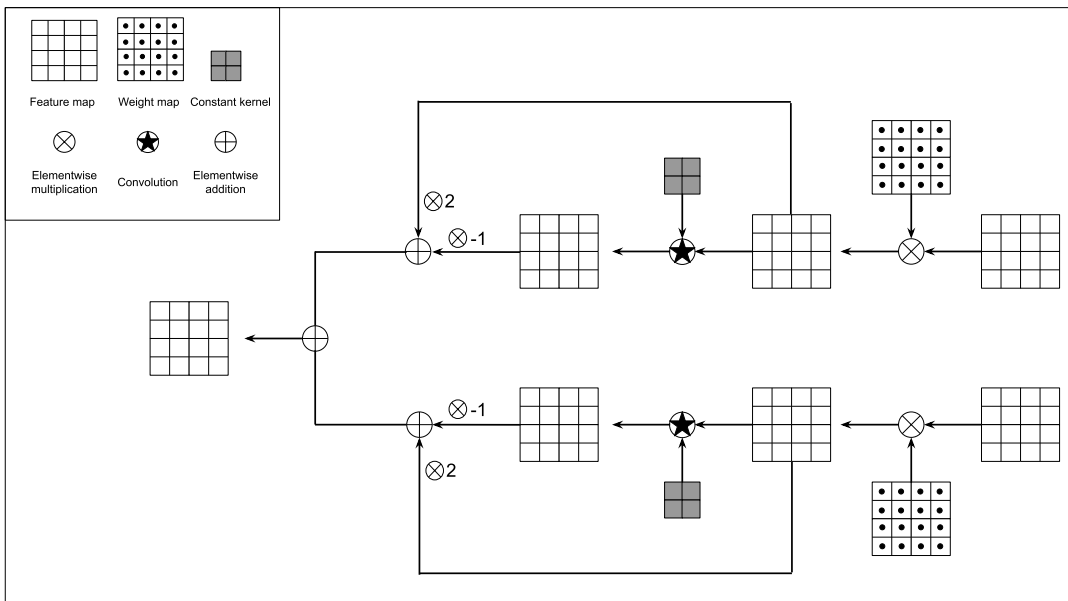 Feature map
Weight map
Constant kernel
Elementwise
multiplication
Convolution
Elementwise
addition
2
-1
-1
2